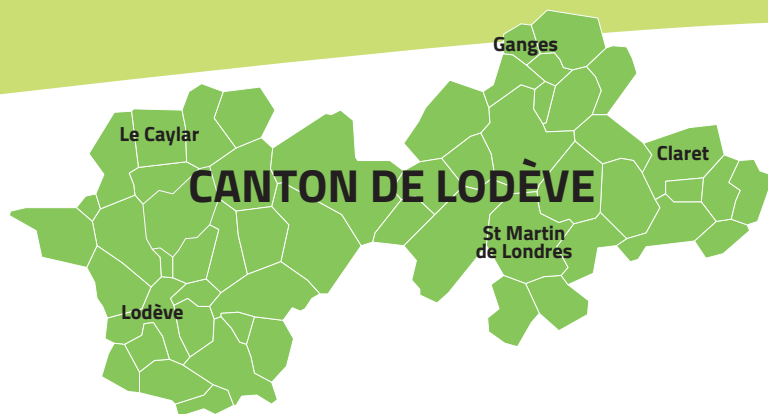 Ganges
Le Caylar
Claret
CANTON DE LODÈVE
St Martin
de Londres
Lodève